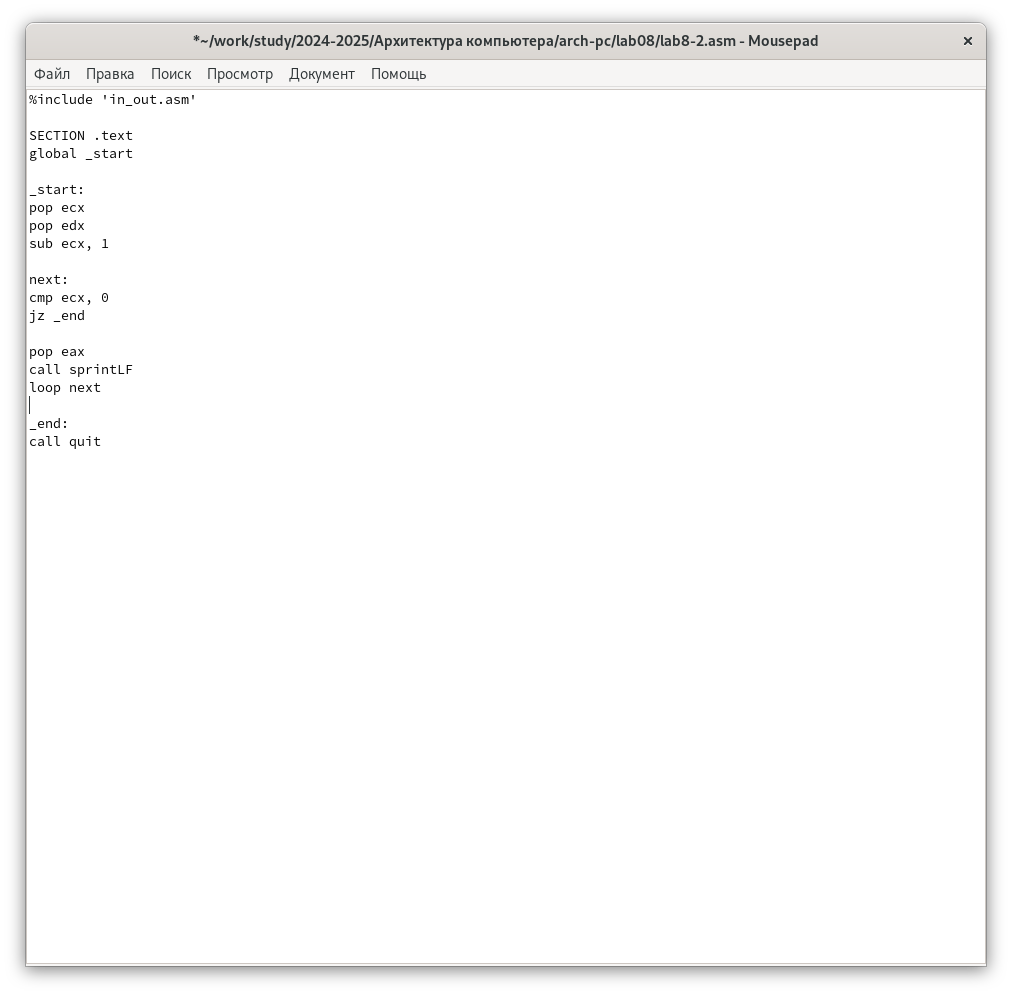 *~/work/study/2024-2025/Архитектура компьютера/arch-pc/lab08/lab8-2.asm - Mousepad ×
Файл Правка Поиск Просмотр Документ Помощь
%include 'in_out.asm'
SECTION .text
global _start
_start:
pop ecx
pop edx
sub ecx, 1
next:
cmp ecx, 0
jz _end
pop eax
call sprintLF
loop next
_end:
call quit